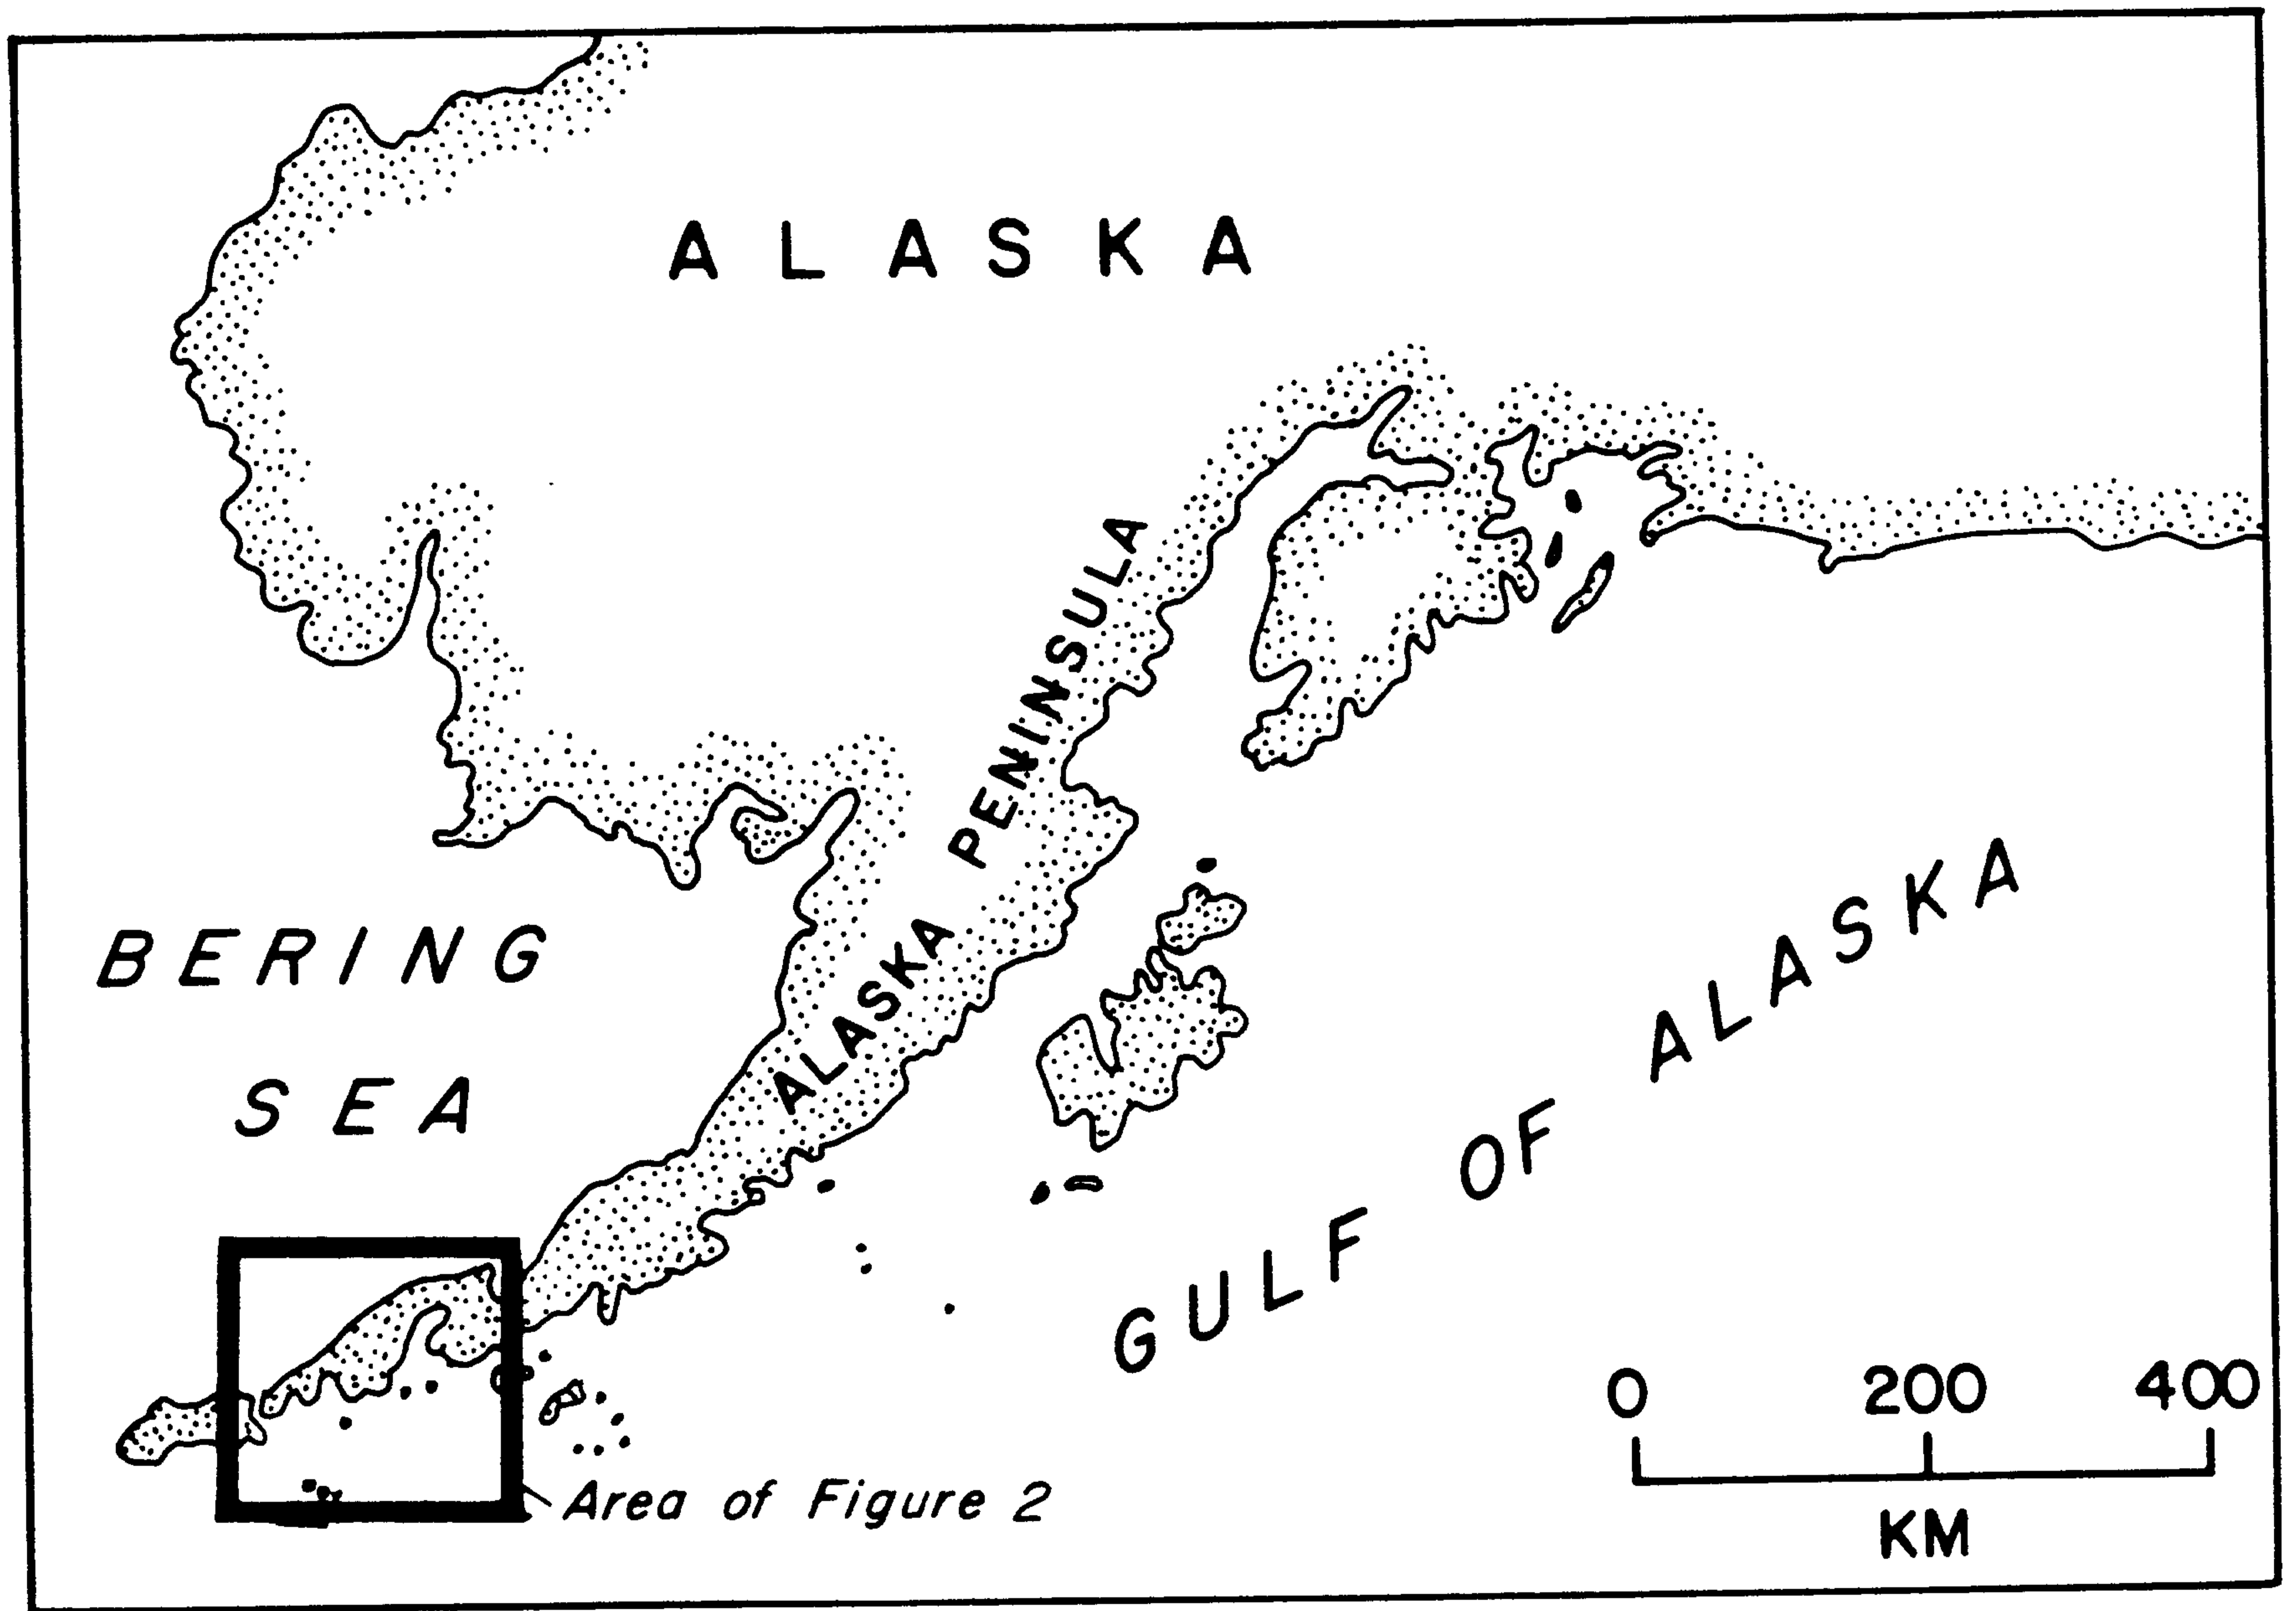 ALASKA
ALASKA PENINSULA
BERING
SEA
GULF OF ALASKA
0 200 400
KM
Area of Figure 2